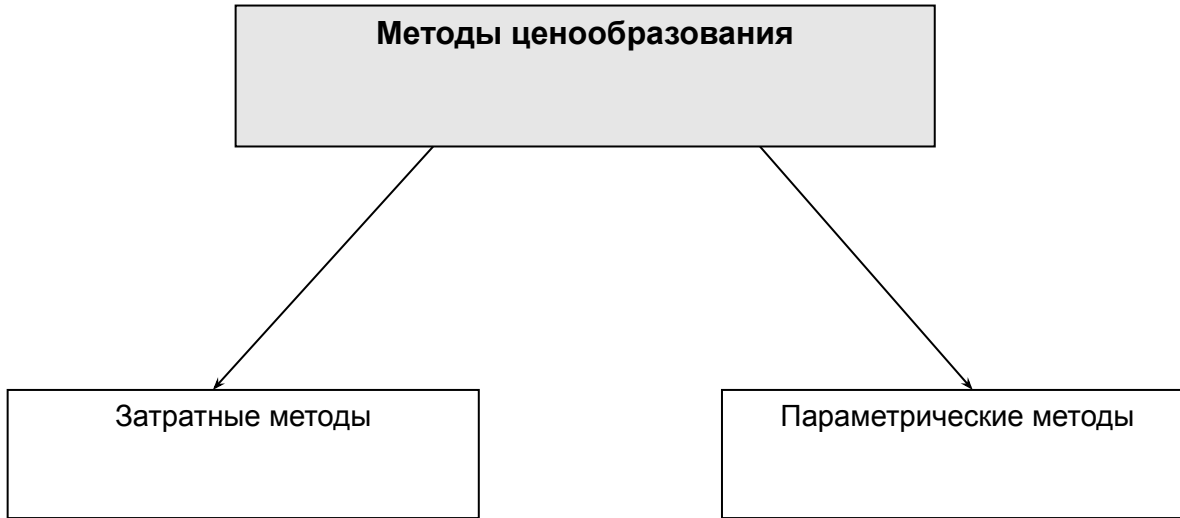 Методы ценообразования
Затратные методы
Параметрические методы